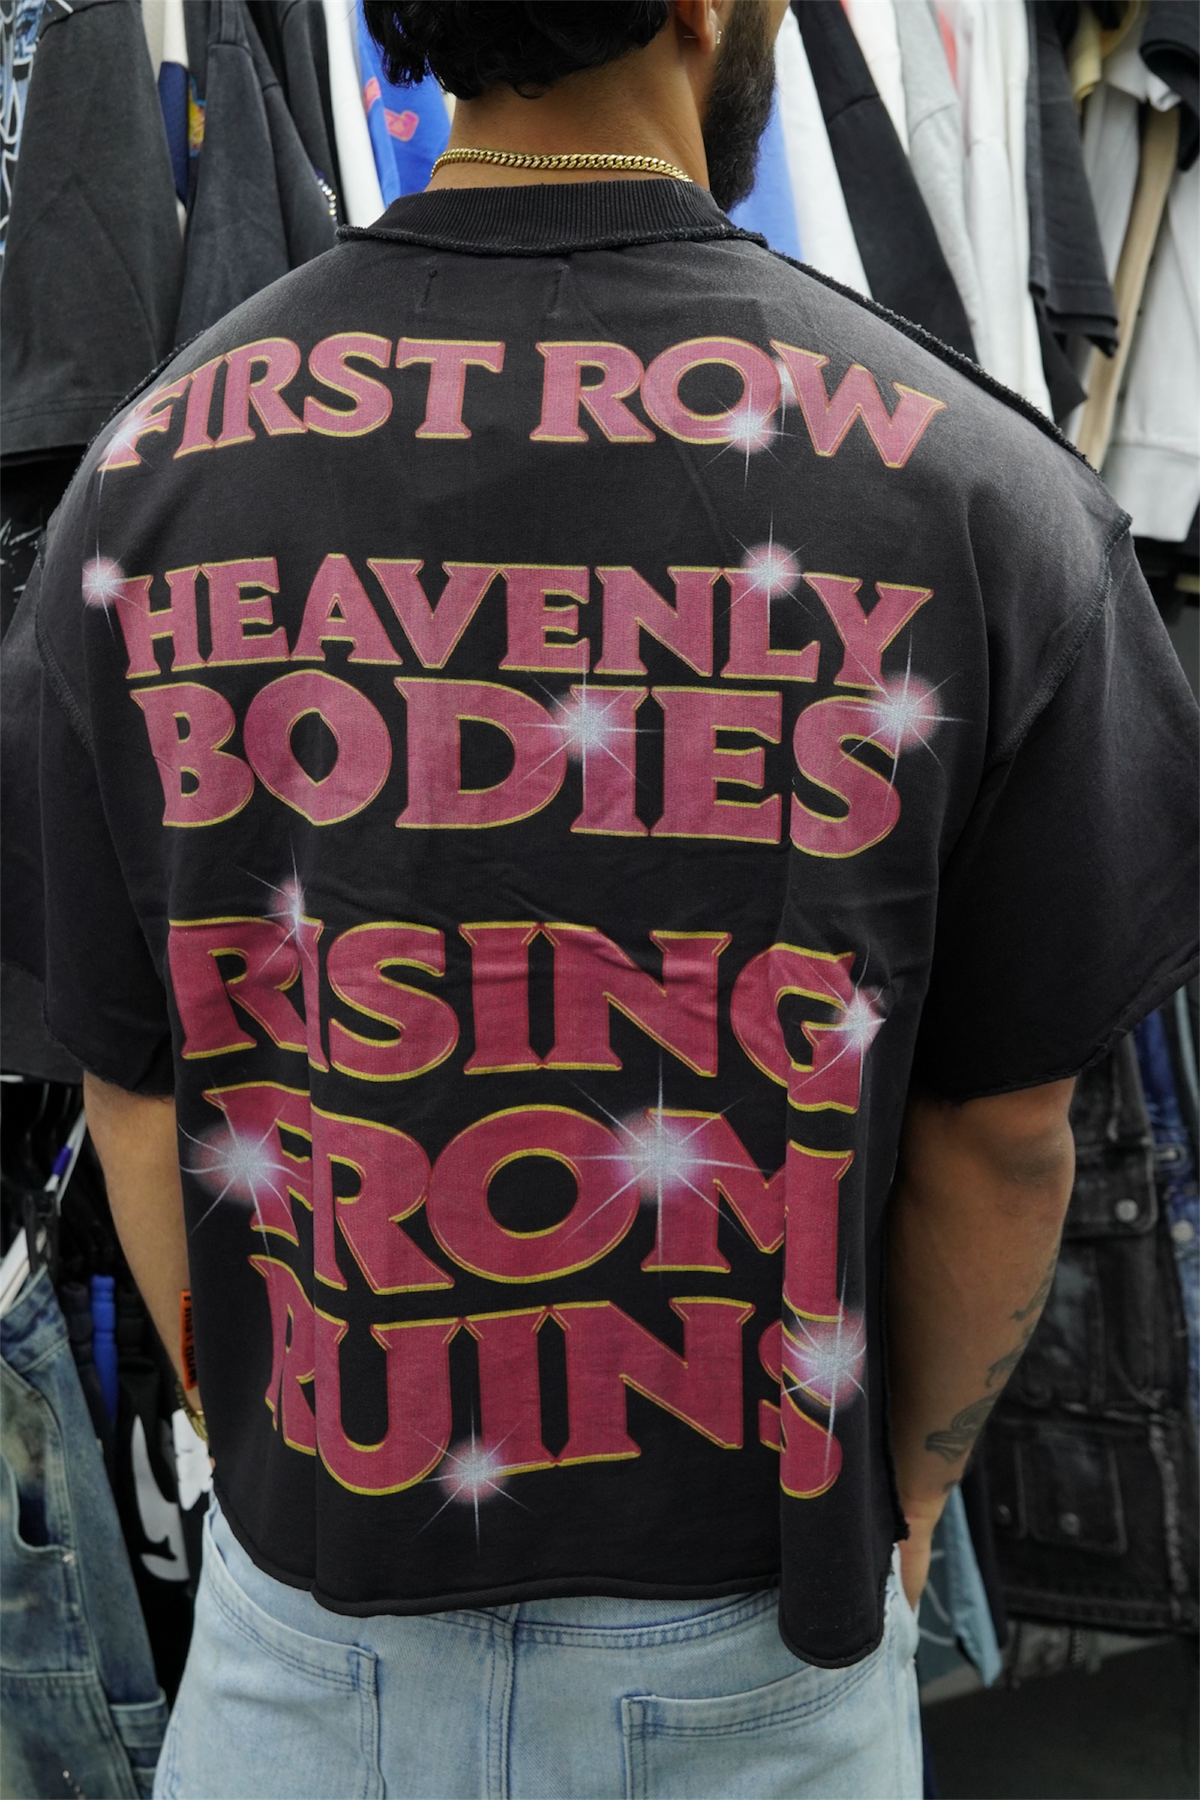 FIRST ROW
HEAVENLY
BODIES
RISING
FROM
RUINS